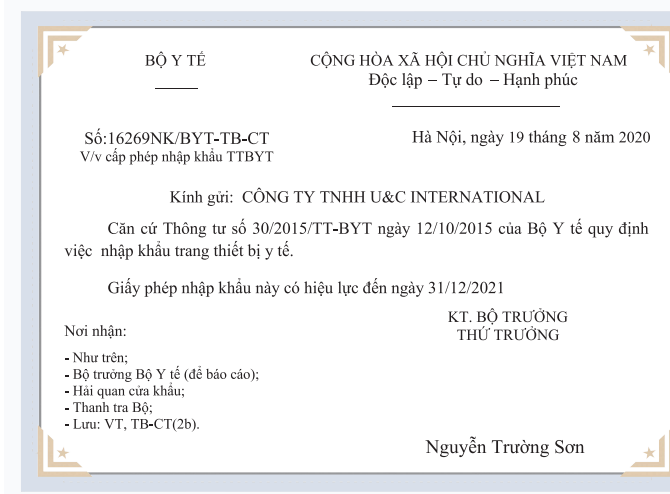 BỘ Y TẾ
CỘNG HÒA XÃ HỘI CHỦ NGHĨA VIỆT NAM
Độc lập – Tự do – Hạnh phúc
Số:16269NK/BYT-TB-CT
Hà Nội, ngày 19 tháng 8 năm 2020
V/v cấp phép nhập khẩu TTBYT
Kính gửi: CÔNG TY TNHH U&C INTERNATIONAL
Căn cứ Thông tư số 30/2015/TT-BYT ngày 12/10/2015 của Bộ Y tế quy định
việc nhập khẩu trang thiết bị y tế.
Giấy phép nhập khẩu này có hiệu lực đến ngày 31/12/2021
KT. BỘ TRƯỞNG
THỨ TRƯỞNG
Nơi nhận:
- Như trên;
- Bộ trưởng Bộ Y tế (để báo cáo);
- Hải quan cửa khẩu;
- Thanh tra Bộ;
- Lưu: VT, TB-CT(2b).
Nguyễn Trường Sơn